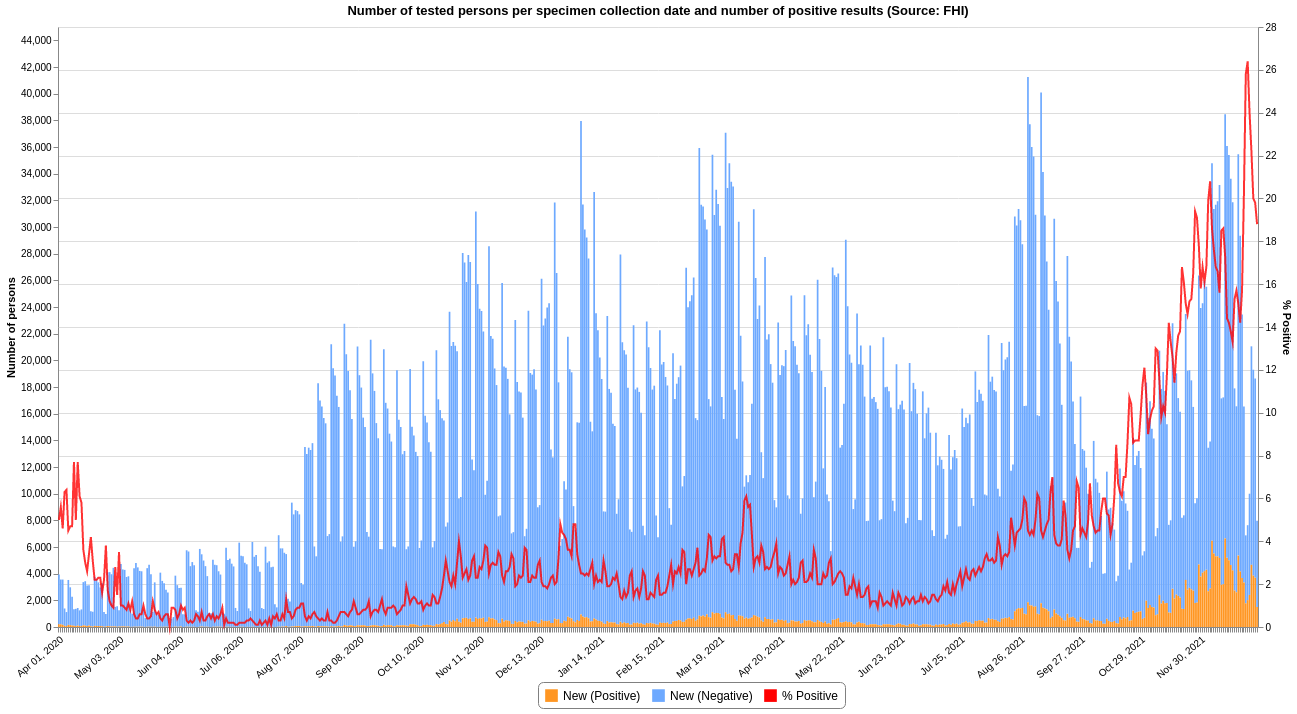 Number of tested persons per specimen collection date and number of positive results (Source: FHI)
44,000
42,000
40,000
38,000
36,000
34,000
32,000
30,000
28,000
26,000
24,000
22,000
20,000
18,000
16,000
14,000
12,000
10,000
8,000
6,000
4,000
2,000
0
Number of persons
28
26
24
22
20
18
16
14
12
10
8
6
4
2
0
% Positive
Apr 01, 2020
May 03, 2020
Jun 04, 2020
Jul 06, 2020
Aug 07, 2020
Sep 08, 2020
Oct 10, 2020
Nov 11, 2020
Dec 13, 2020
Jan 14, 2021
Feb 15, 2021
Mar 19, 2021
Apr 20, 2021
May 22, 2021
Jun 23, 2021
Jul 25, 2021
Aug 26, 2021
Sep 27, 2021
Oct 29, 2021
Nov 30, 2021
New (Positive) New (Negative) % Positive